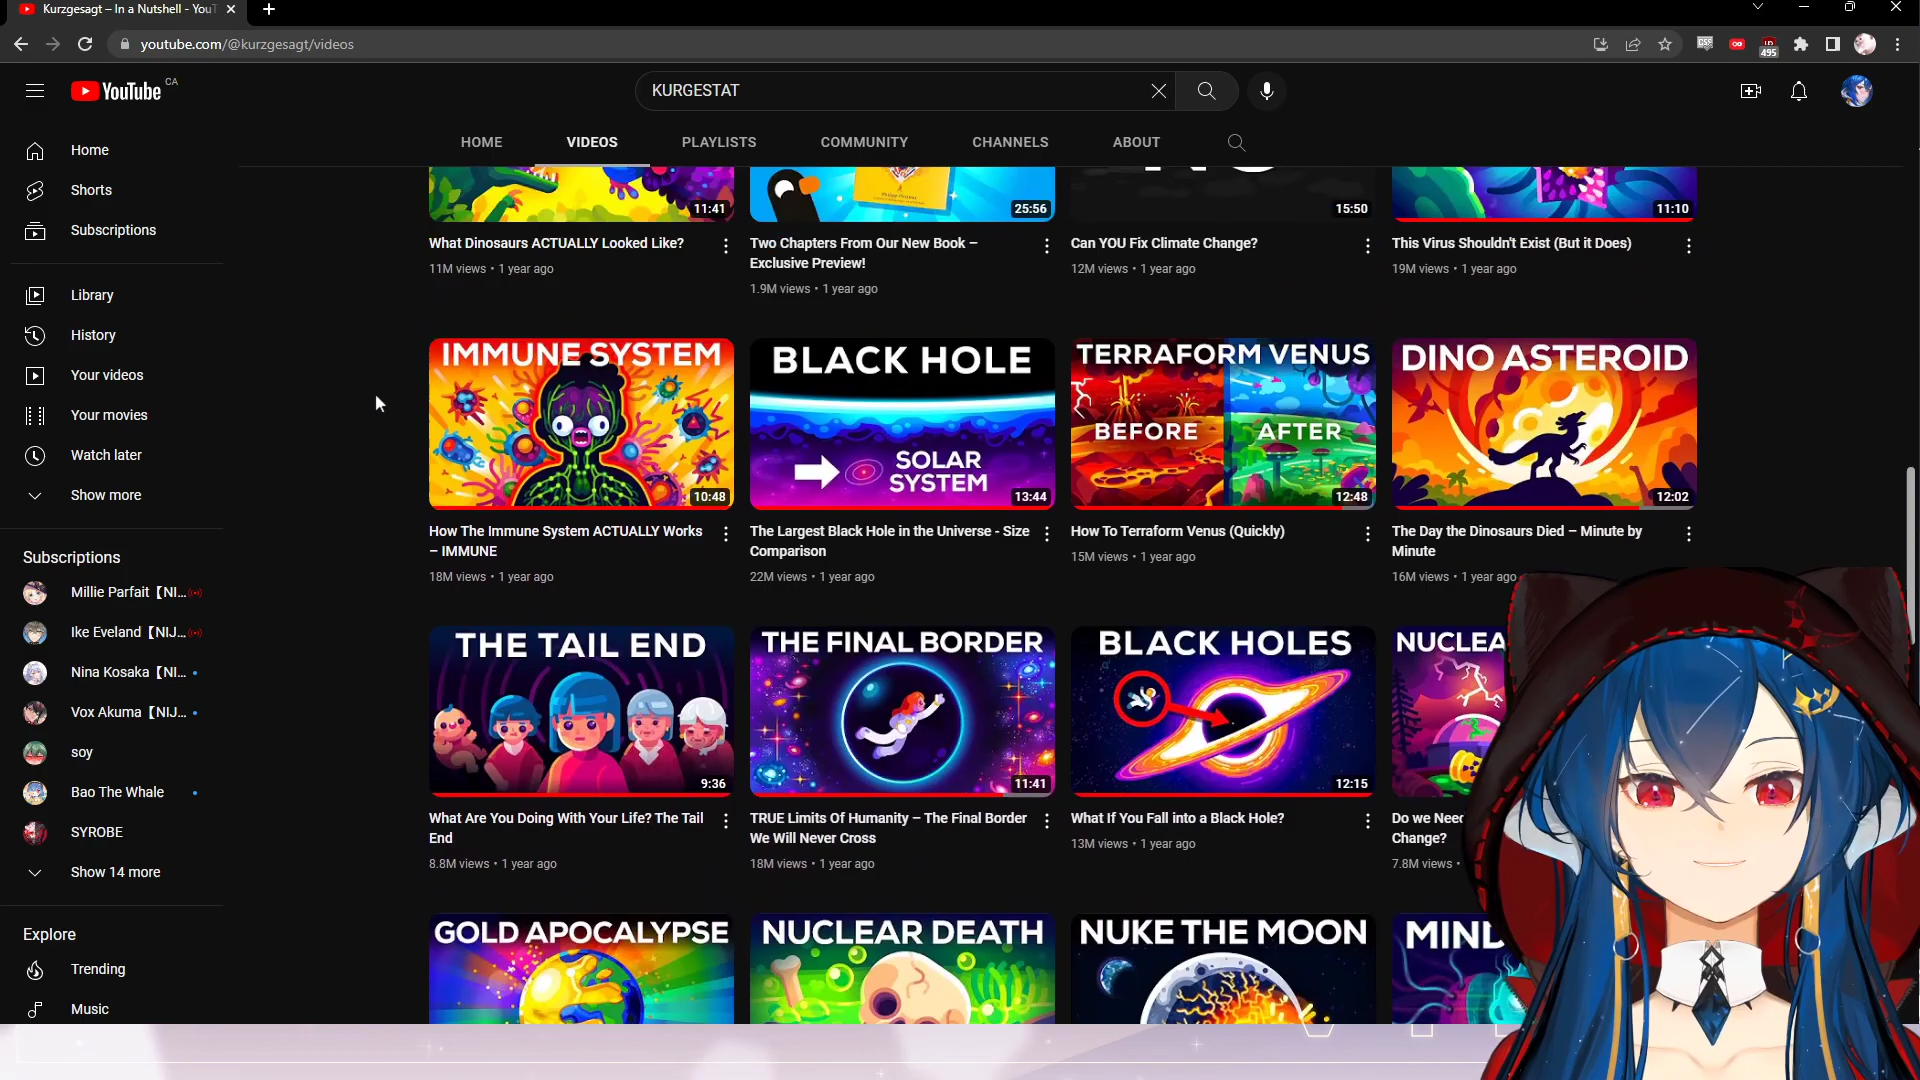 Kurzgesagt – In a Nutshell - YouT
youtube.com/@kurzgesagt/videos
495
YouTube CA
KURGESTAT
HOME
VIDEOS
PLAYLISTS
COMMUNITY
CHANNELS
ABOUT
Home
Shorts
Subscriptions
Library
History
Your videos
Your movies
Watch later
Show more
Subscriptions
Millie Parfait【NI...
Ike Eveland【NIJ...
Nina Kosaka【NI...
Vox Akuma【NIJ...
soy
Bao The Whale
SYROBE
Show 14 more
Explore
Trending
Music
11:41
What Dinosaurs ACTUALLY Looked Like?
11M views • 1 year ago
25:56
Two Chapters From Our New Book –
Exclusive Preview!
1.9M views • 1 year ago
15:50
Can YOU Fix Climate Change?
12M views • 1 year ago
11:10
This Virus Shouldn't Exist (But it Does)
19M views • 1 year ago
IMMUNE SYSTEM
10:48
How The Immune System ACTUALLY Works
– IMMUNE
18M views • 1 year ago
BLACK HOLE
SOLAR
SYSTEM
13:44
The Largest Black Hole in the Universe - Size
Comparison
22M views • 1 year ago
TERRAFORM VENUS
BEFORE
AFTER
12:48
How To Terraform Venus (Quickly)
15M views • 1 year ago
DINO ASTEROID
12:02
The Day the Dinosaurs Died – Minute by
Minute
16M views • 1 year ago
THE TAIL END
9:36
What Are You Doing With Your Life? The Tail
End
8.8M views • 1 year ago
THE FINAL BORDER
11:41
TRUE Limits Of Humanity – The Final Border
We Will Never Cross
18M views • 1 year ago
BLACK HOLES
12:15
What If You Fall into a Black Hole?
13M views • 1 year ago
NUCLEA
Do we Need
Change?
7.8M views •
GOLD APOCALYPSE
NUCLEAR DEATH
NUKE THE MOON
MIND